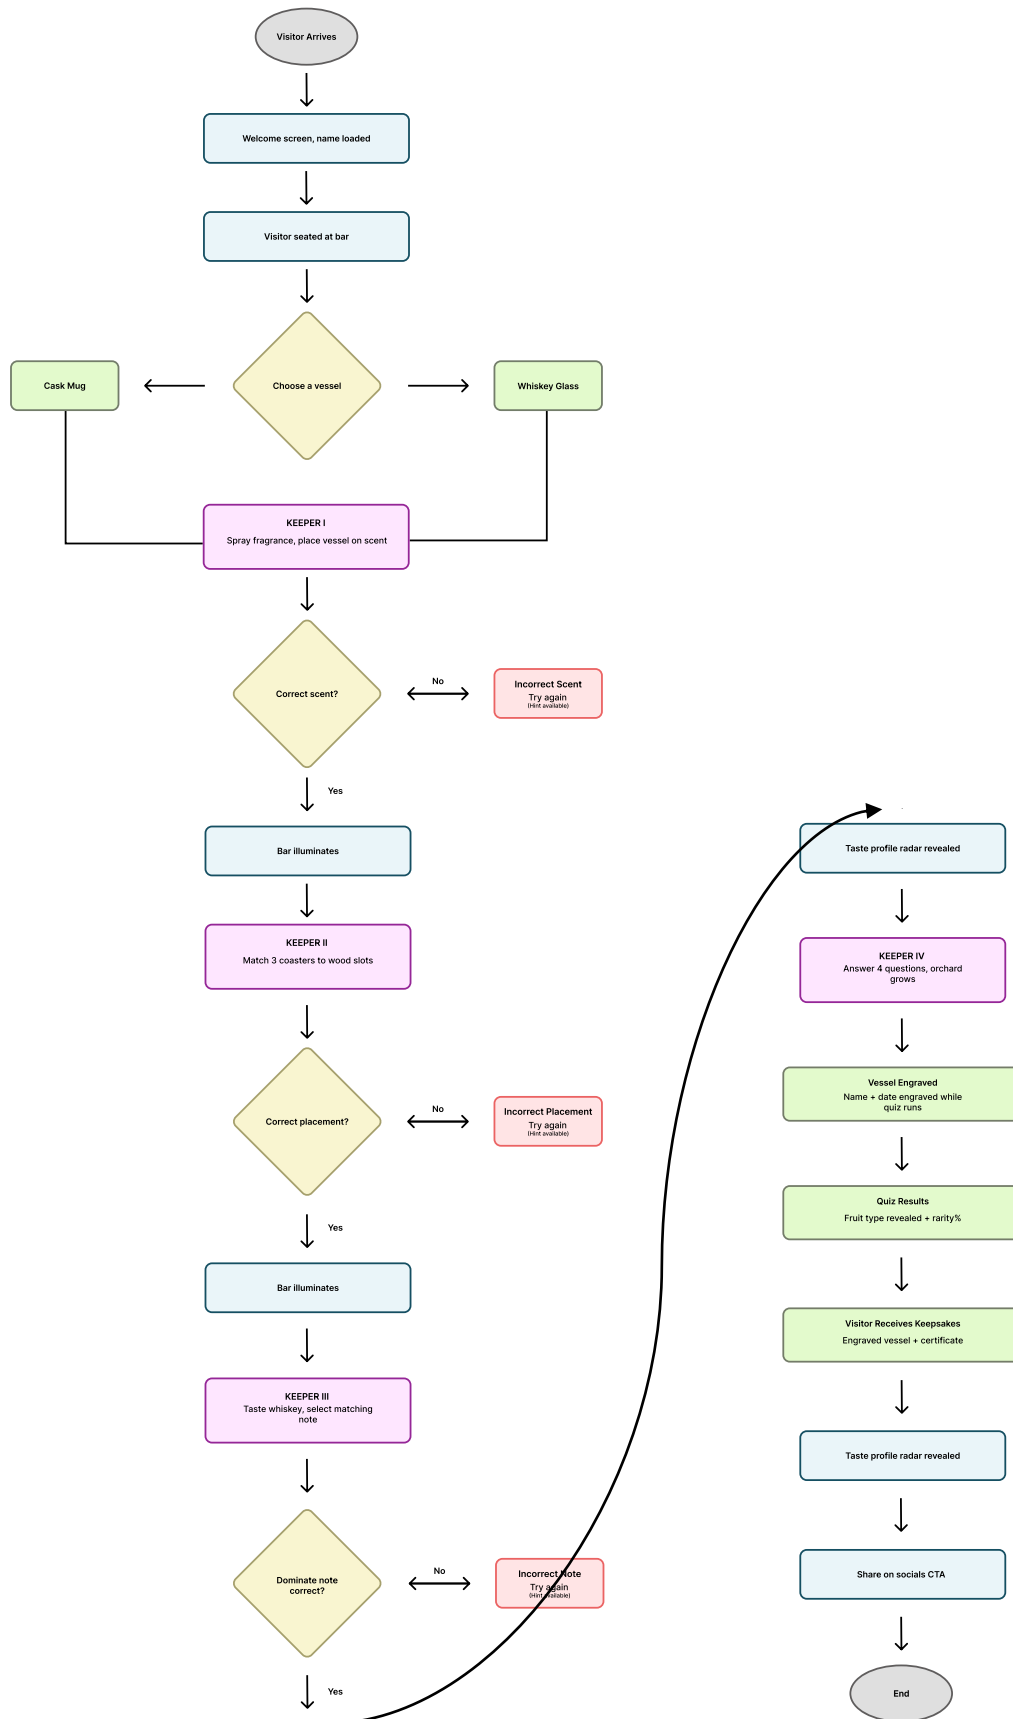 Visitor Arrives
Welcome screen, name loaded
Visitor seated at bar
Choose a vessel
Cask Mug
Whiskey Glass
KEEPER I
Spray fragrance, place vessel on scent
Correct scent?
No
Incorrect Scent
Try again
(Hint available)
Yes
Bar illuminates
KEEPER II
Match 3 coasters to wood slots
Correct placement?
No
Incorrect Placement
Try again
(Hint available)
Yes
Bar illuminates
KEEPER III
Taste whiskey, select matching
note
Dominate note
correct?
No
Incorrect Note
Try again
(Hint available)
Yes
Taste profile radar revealed
KEEPER IV
Answer 4 questions, orchard
grows
Vessel Engraved
Name + date engraved while
quiz runs
Quiz Results
Fruit type revealed + rarity%
Visitor Receives Keepsakes
Engraved vessel + certificate
Taste profile radar revealed
Share on socials CTA
End